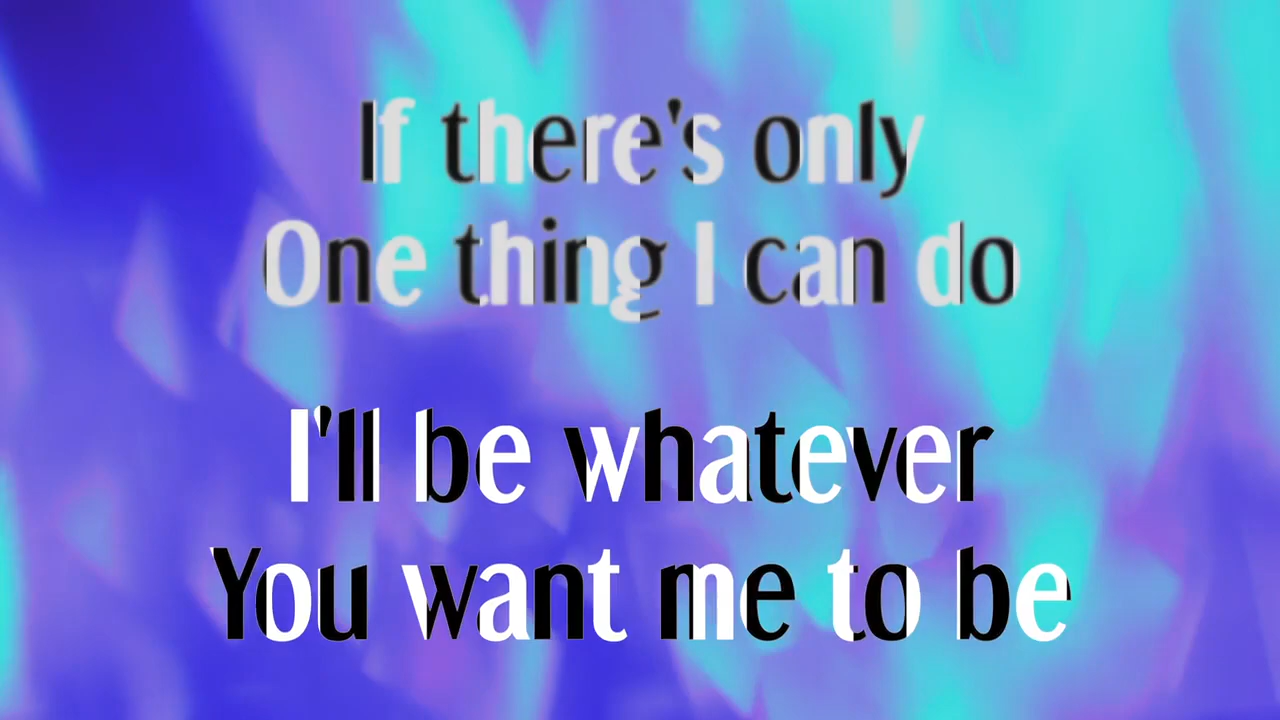 If there's only
One thing I can do
I'll be whatever
You want me to be